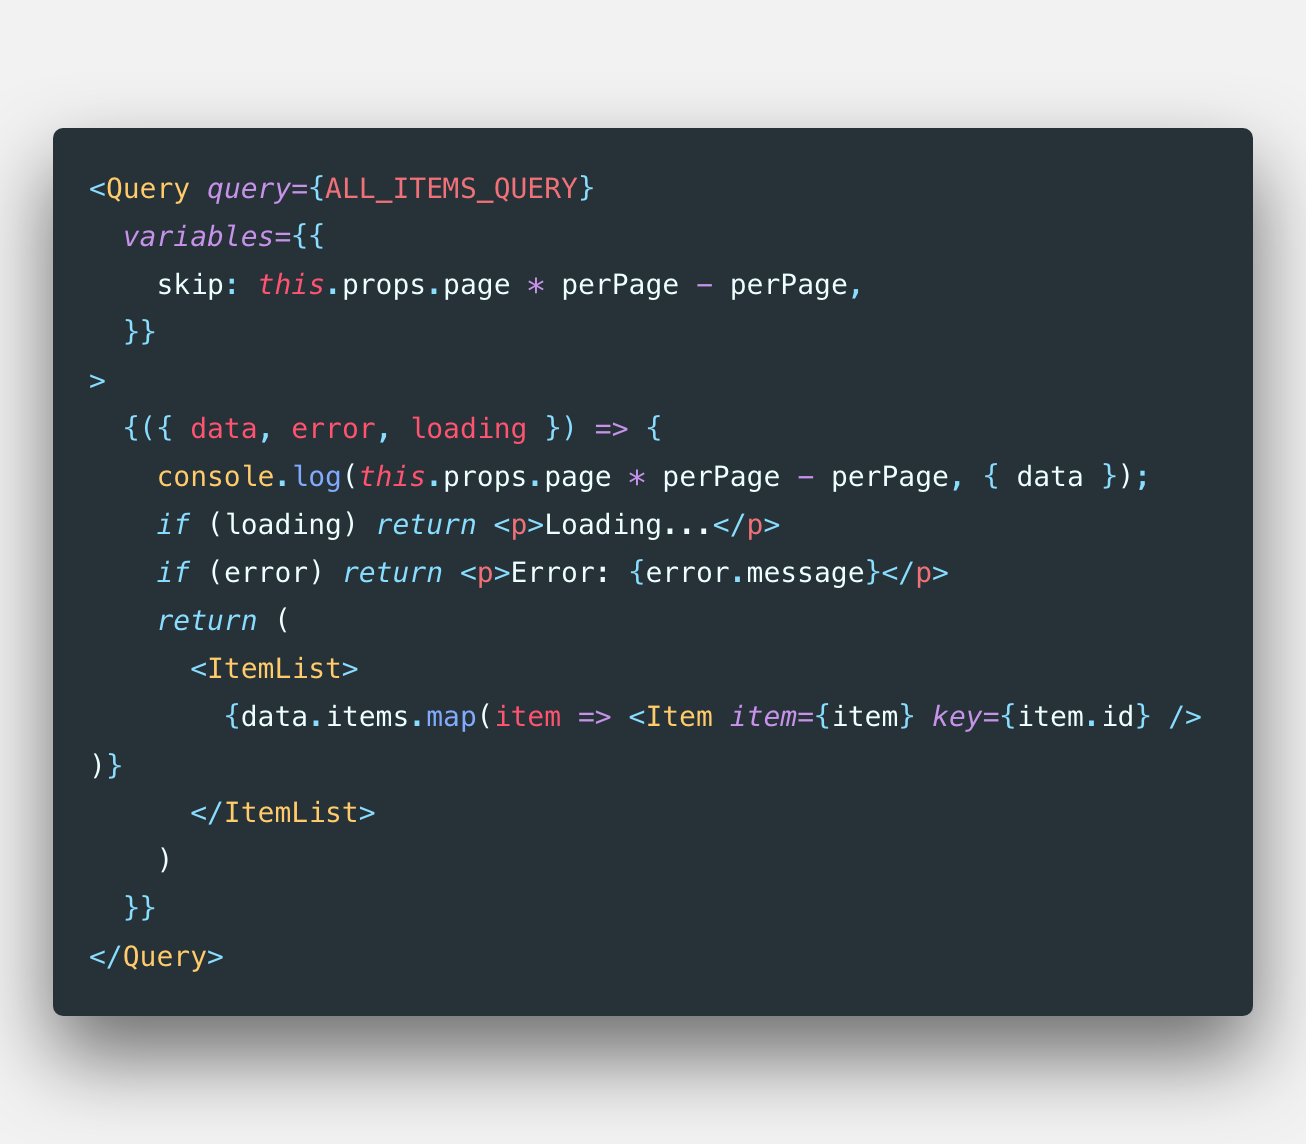 <Query query={ALL_ITEMS_QUERY}
  variables={{
    skip: this.props.page * perPage - perPage,
  }}
>
  {({ data, error, loading }) => {
    console.log(this.props.page * perPage - perPage, { data });
    if (loading) return <p>Loading...</p>
    if (error) return <p>Error: {error.message}</p>
    return (
      <ItemList>
        {data.items.map(item => <Item item={item} key={item.id} />
)}
      </ItemList>
    )
  }}
</Query>